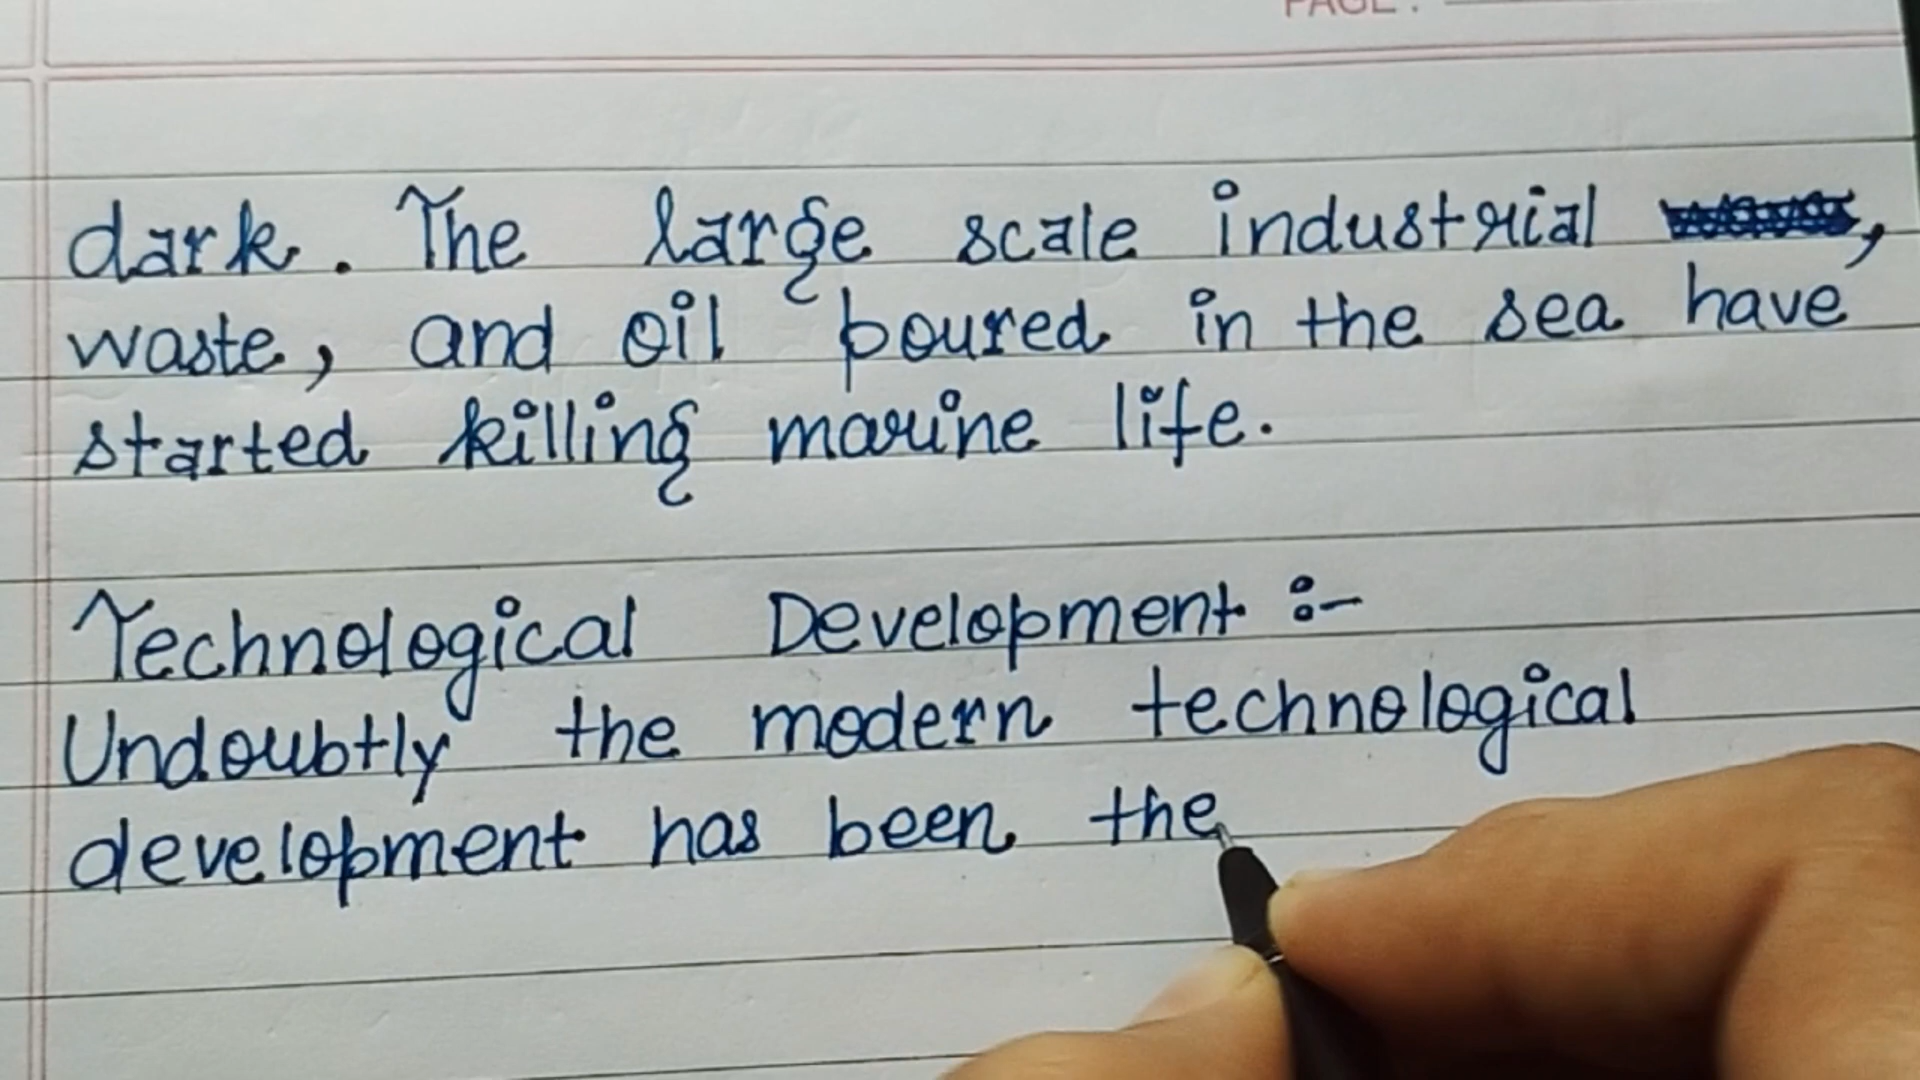 PAGE :
dark. The large scale industrial ,
waste, and oil poured in the sea have
started killing marine life.
Technological Development :-
Undoubtly the modern technological
development has been the